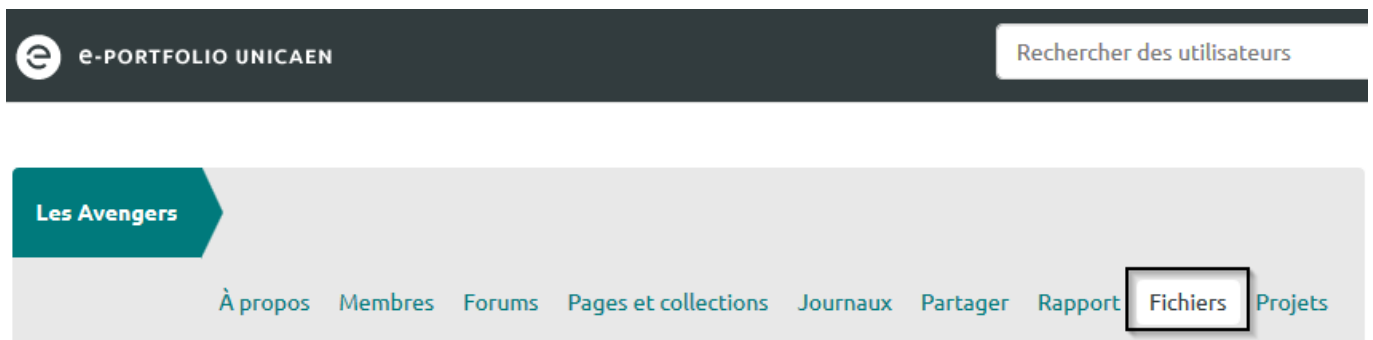 e-PORTFOLIO UNICAEN
Rechercher des utilisateurs
Les Avengers
À propos Membres Forums Pages et collections Journaux Partager Rapport Fichiers Projets